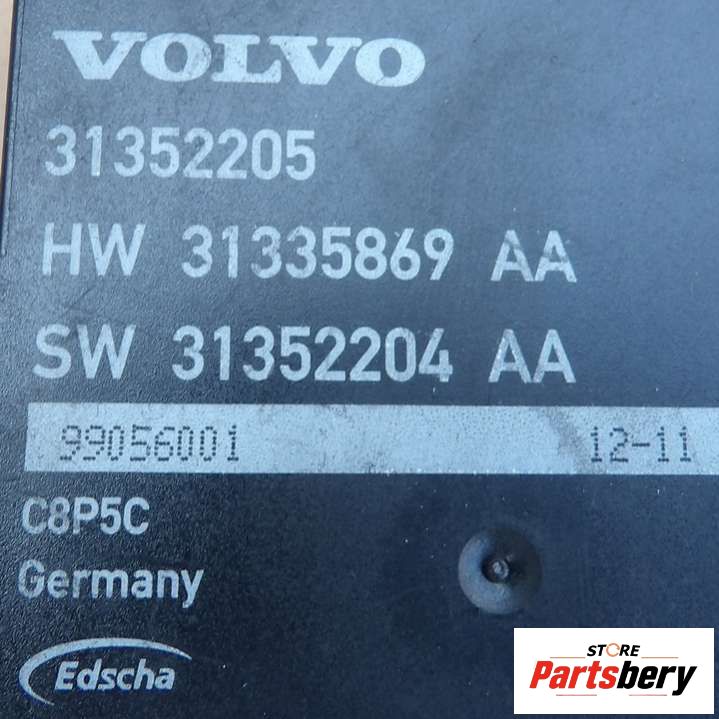 VOLVO
31352205
HW 31335869 AA
SW 31352204 AA
99056001 12-11
C8P5C
Germany
Edscha
STORE
Partsbery